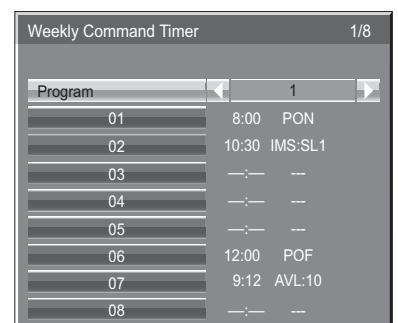 Weekly Command Timer 1/8
Program 1
01 8:00 PON
02 10:30 IMS:SL1
03 —:— ---
04 —:— ---
05 —:— ---
06 12:00 POF
07 9:12 AVL:10
08 —:— ---